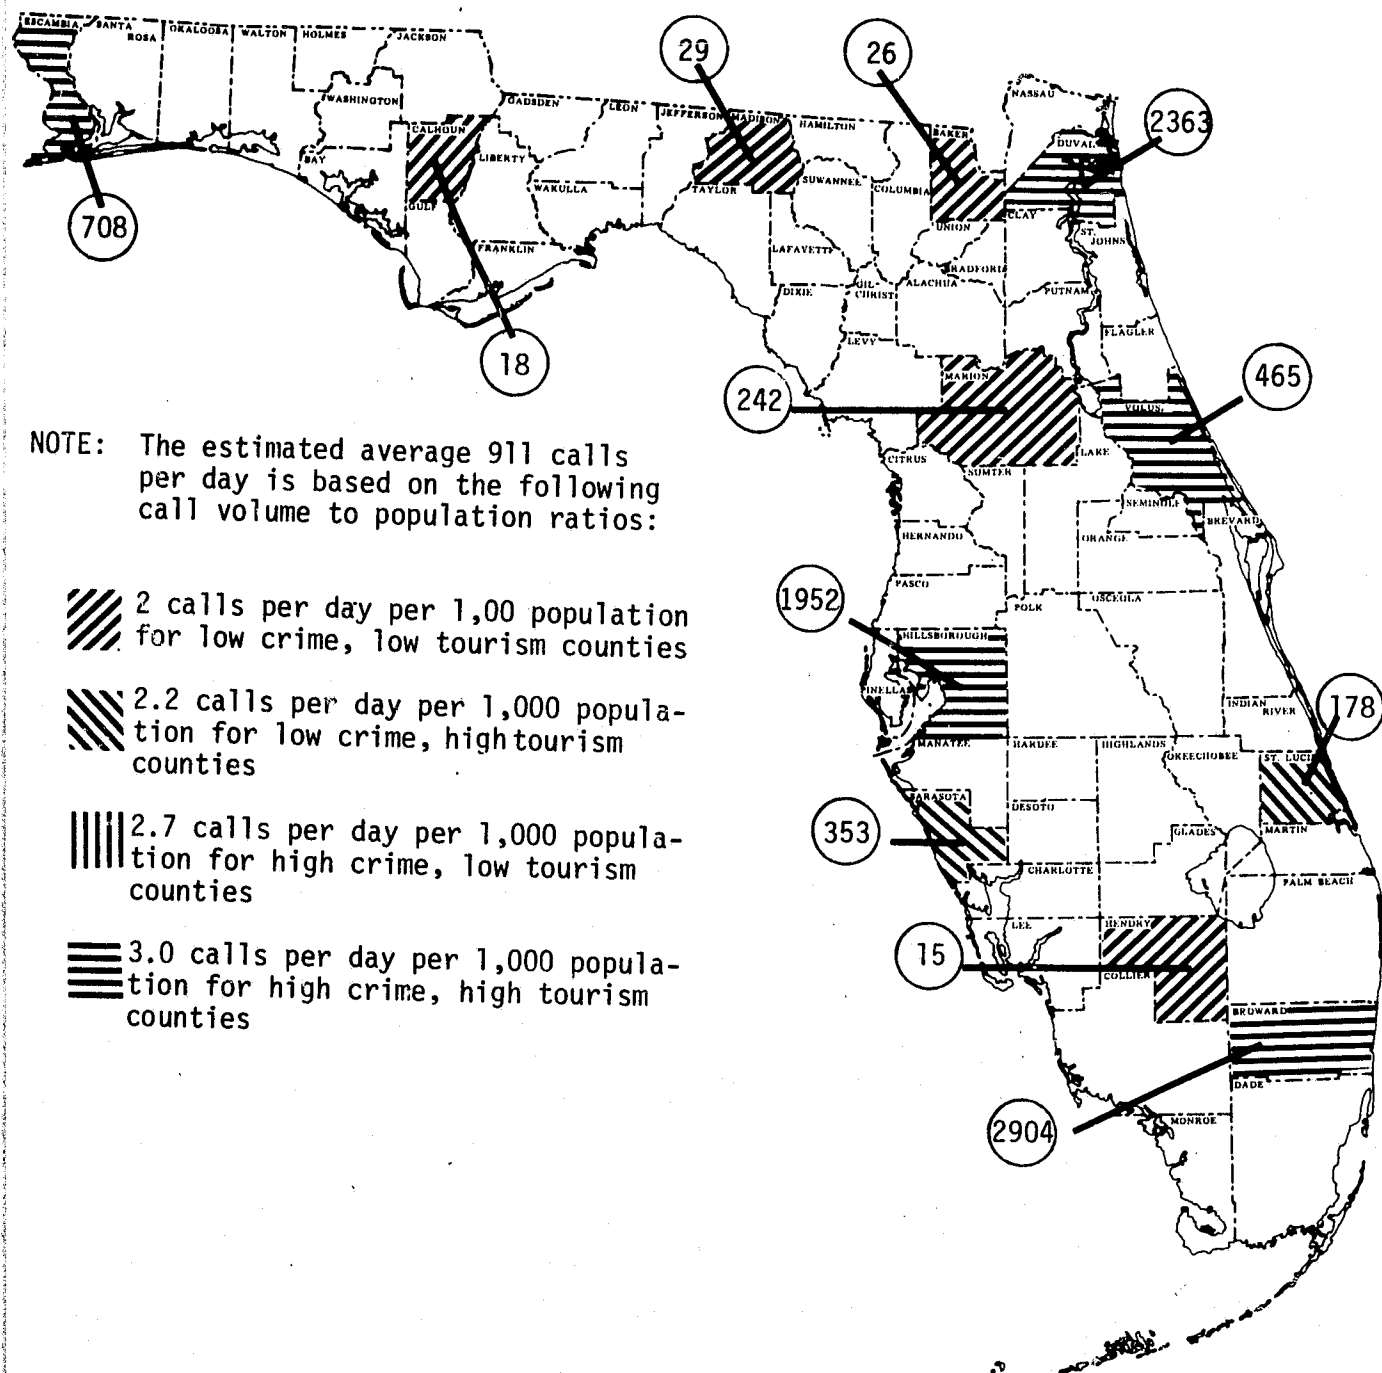 ESCAMBIA
SANTA
ROSA
OKALOOSA
WALTON
HOLMES
JACKSON
WASHINGTON
BAY
CALHOUN
GULF
LIBERTY
GADSDEN
LEON
WAKULLA
FRANKLIN
JEFFERSON
MADISON
TAYLOR
HAMILTON
SUWANNEE
LAFAYETTE
DIXIE
COLUMBIA
BAKER
UNION
BRADFORD
GIL-
CHRIST
ALACHUA
LEVY
NASSAU
DUVAL
CLAY
ST.
JOHNS
PUTNAM
FLAGLER
29
26
2363
708
18
242
465
MARION
VOLUS.
CITRUS
SUMTER
LAKE
SEMINOLE
BREVARD
ORANGE
HERNANDO
PASCO
POLK
OSCEOLA
NOTE: The estimated average 911 calls
per day is based on the following
call volume to population ratios:
2 calls per day per 1,00 population
for low crime, low tourism counties
2.2 calls per day per 1,000 popula-
tion for low crime, high tourism
counties
2.7 calls per day per 1,000 popula-
tion for high crime, low tourism
counties
3.0 calls per day per 1,000 popula-
tion for high crime, high tourism
counties
1952
HILLSBOROUGH
PINELLAS
MANATEE
HARDEE
HIGHLANDS
OKEECHOBEE
INDIAN
RIVER
178
ST. LUCI
SARASOTA
DESOTO
GLADES
MARTIN
353
CHARLOTTE
PALM BEACH
LEE
HENDRY
15
COLLIER
BROWARD
DADE
2904
MONROE